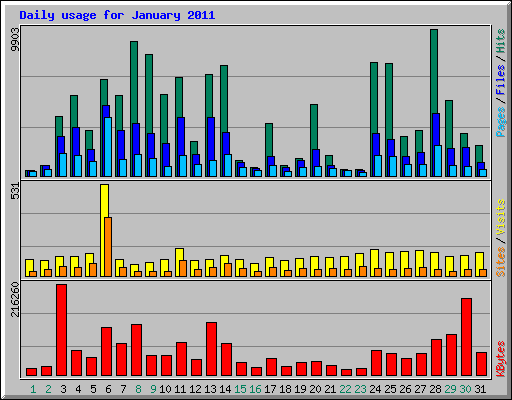 Daily usage for January 2011
9903
531
216260
Pages / Files / Hits
Sites / Visits
KBytes
1 2 3 4 5 6 7 8 9 10 11 12 13 14 15 16 17 18 19 20 21 22 23 24 25 26 27 28 29 30 31